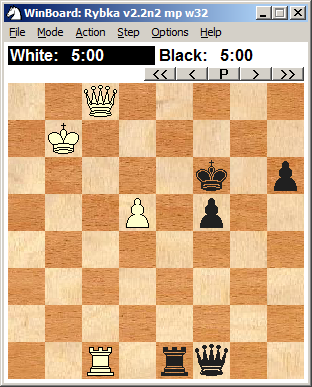 WinBoard: Rybka v2.2n2 mp w32
File Mode Action Step Options Help
White: 5:00 Black: 5:00
<< < P > >>